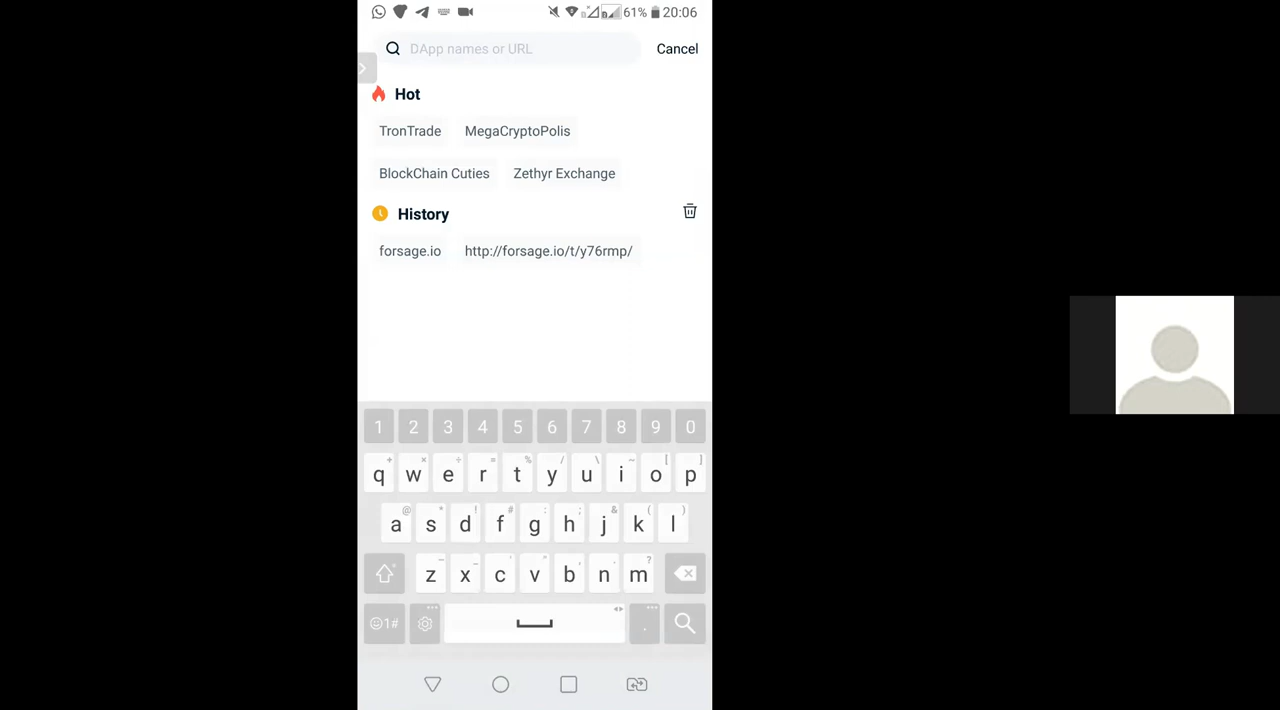 61% 20:06
DApp names or URL Cancel
Hot
TronTrade MegaCryptoPolis
BlockChain Cuties Zethyr Exchange
History
forsage.io http://forsage.io/t/y76rmp/
1 2 3 4 5 6 7 8 9 0
q w e r t y u i o p
a s d f g h j k l
z x c v b n m
1# .